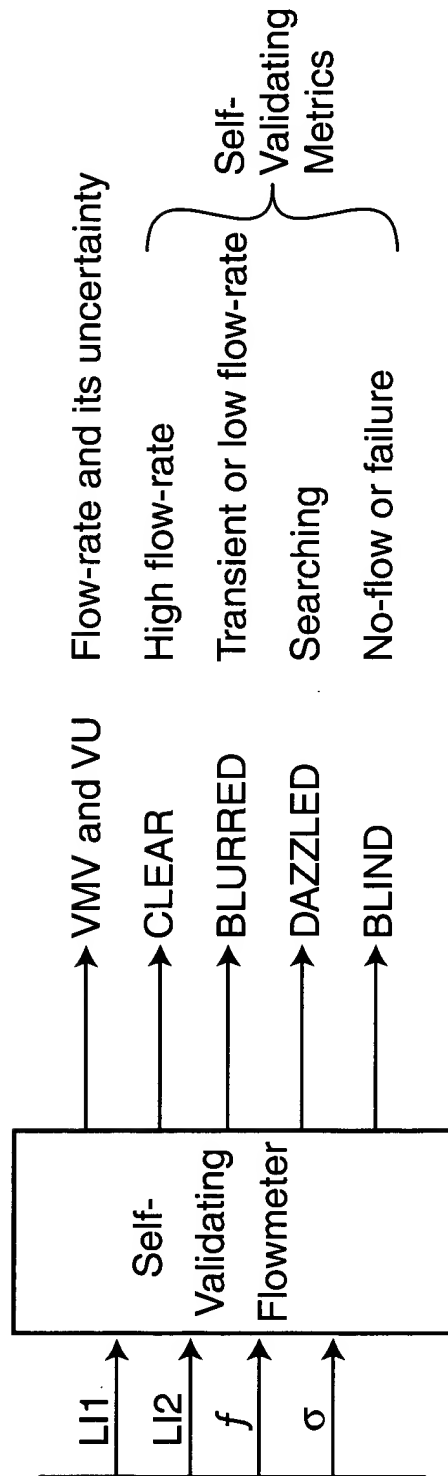 LI1
LI2
f
σ
Self-
Validating
Flowmeter
VMV and VU Flow-rate and its uncertainty
CLEAR High flow-rate
BLURRED Transient or low flow-rate
DAZZLED Searching
BLIND No-flow or failure
Self-
Validating
Metrics